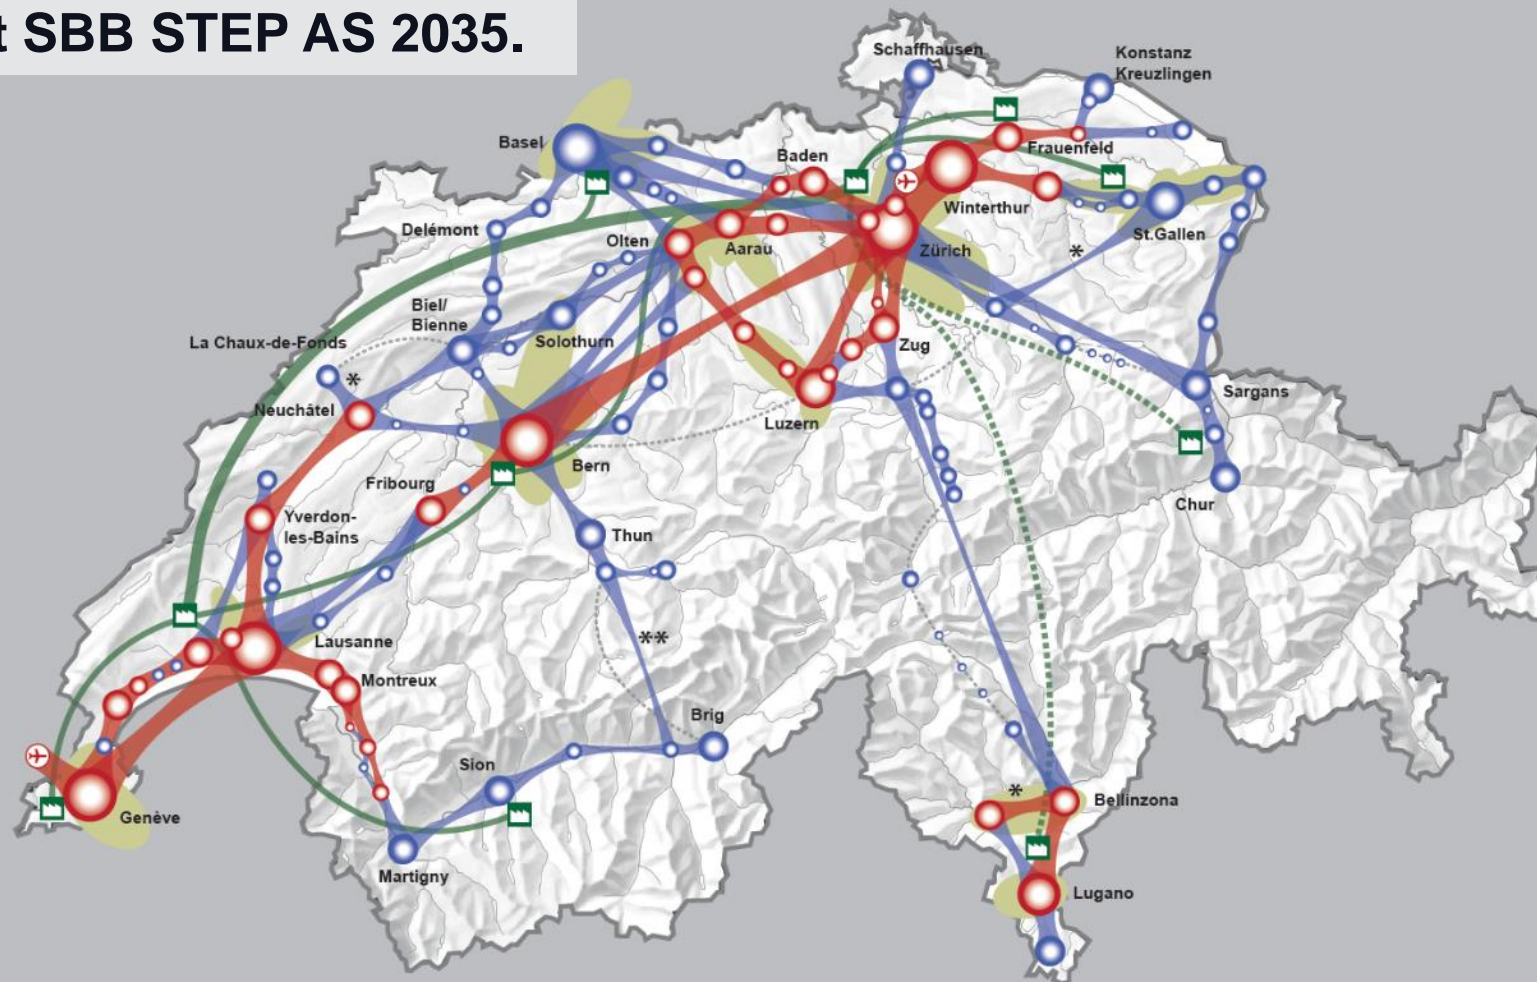 t SBB STEP AS 2035.
Schaffhausen
Konstanz
Kreuzlingen
Basel
Baden
Frauenfeld
Winterthur
Delémont
Olten
Aarau
Zürich
St.Gallen
*
Biel/
Bienne
Solothurn
La Chaux-de-Fonds
*
Zug
Neuchâtel
Luzern
Sargans
Bern
Fribourg
Chur
Yverdon-
les-Bains
Thun
Lausanne
**
Montreux
Brig
Sion
*
Bellinzona
Genève
Martigny
Lugano